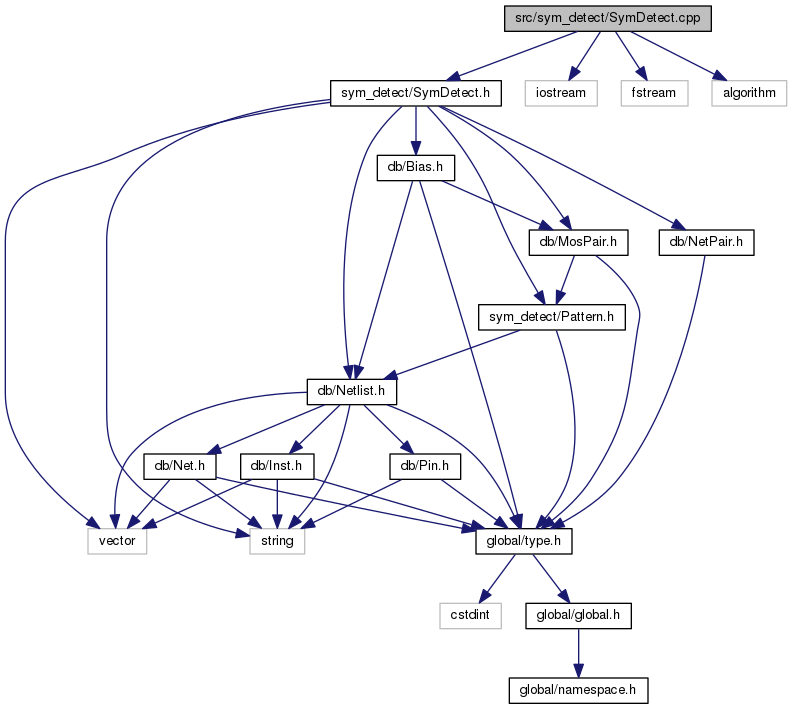 src/sym_detect/SymDetect.cpp
sym_detect/SymDetect.h
iostream
fstream
algorithm
db/Bias.h
db/MosPair.h
db/NetPair.h
sym_detect/Pattern.h
db/Netlist.h
db/Net.h
db/Inst.h
db/Pin.h
vector
string
global/type.h
cstdint
global/global.h
global/namespace.h